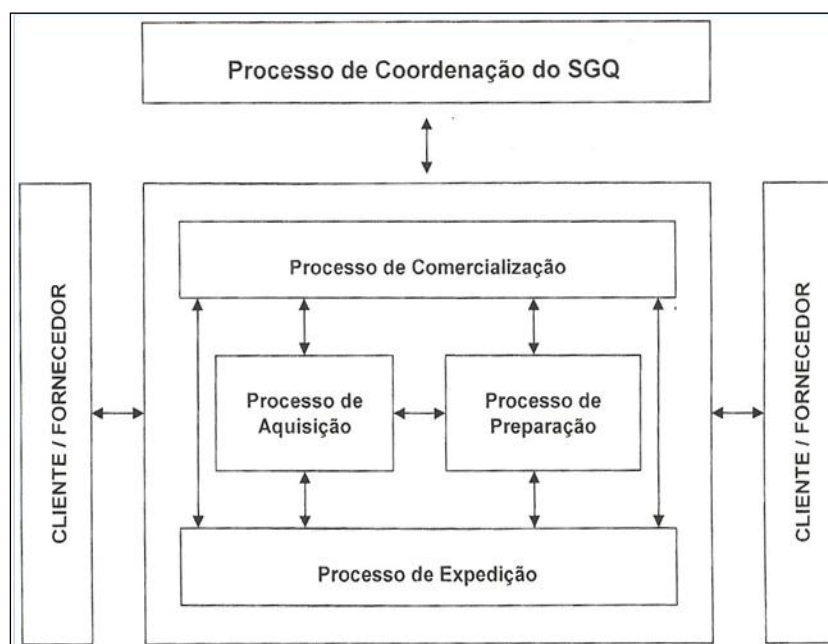 Processo de Coordenação do SGQ
CLIENTE / FORNECEDOR
Processo de Comercialização
Processo de
Aquisição
Processo de
Preparação
Processo de Expedição
CLIENTE / FORNECEDOR